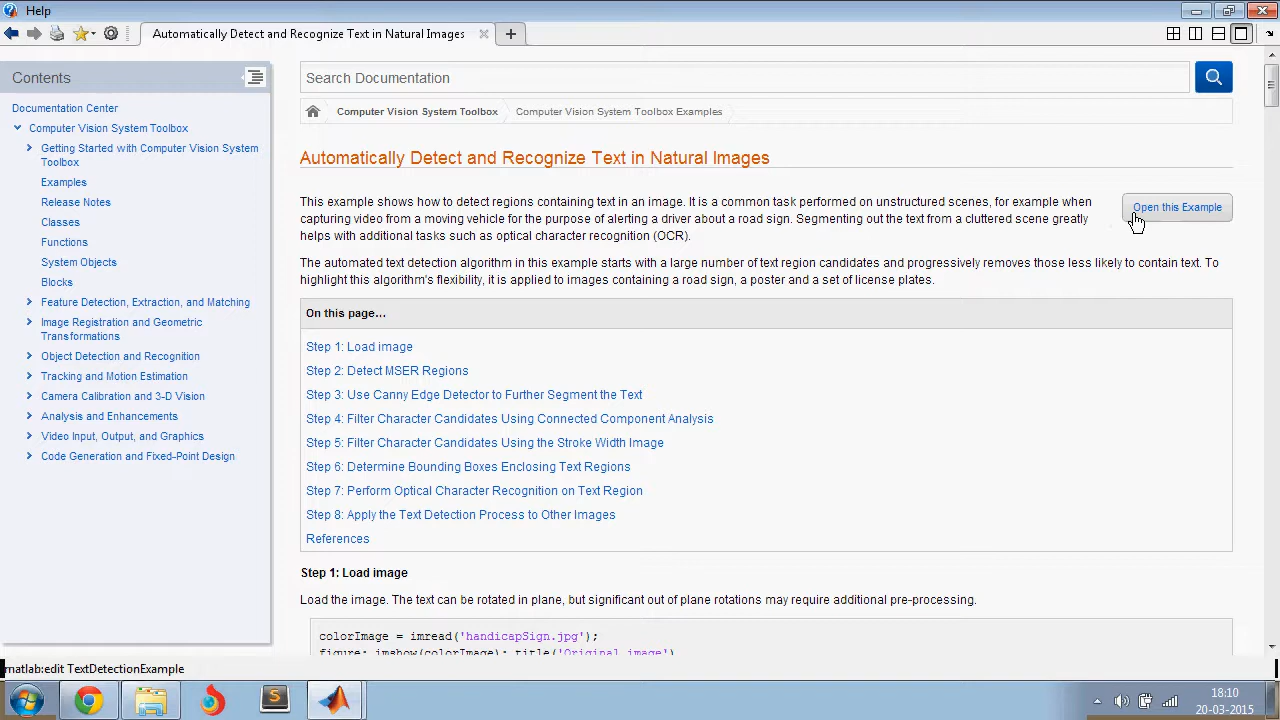 Help
Automatically Detect and Recognize Text in Natural Images
Contents
Documentation Center
Computer Vision System Toolbox
Getting Started with Computer Vision System
Toolbox
Examples
Release Notes
Classes
Functions
System Objects
Blocks
Feature Detection, Extraction, and Matching
Image Registration and Geometric
Transformations
Object Detection and Recognition
Tracking and Motion Estimation
Camera Calibration and 3-D Vision
Analysis and Enhancements
Video Input, Output, and Graphics
Code Generation and Fixed-Point Design
Search Documentation
Computer Vision System Toolbox Computer Vision System Toolbox Examples
Automatically Detect and Recognize Text in Natural Images
Open this Example
This example shows how to detect regions containing text in an image. It is a common task performed on unstructured scenes, for example when
capturing video from a moving vehicle for the purpose of alerting a driver about a road sign. Segmenting out the text from a cluttered scene greatly
helps with additional tasks such as optical character recognition (OCR).
The automated text detection algorithm in this example starts with a large number of text region candidates and progressively removes those less likely to contain text. To
highlight this algorithm's flexibility, it is applied to images containing a road sign, a poster and a set of license plates.
On this page...
Step 1: Load image
Step 2: Detect MSER Regions
Step 3: Use Canny Edge Detector to Further Segment the Text
Step 4: Filter Character Candidates Using Connected Component Analysis
Step 5: Filter Character Candidates Using the Stroke Width Image
Step 6: Determine Bounding Boxes Enclosing Text Regions
Step 7: Perform Optical Character Recognition on Text Region
Step 8: Apply the Text Detection Process to Other Images
References
Step 1: Load image
Load the image. The text can be rotated in plane, but significant out of plane rotations may require additional pre-processing.
colorImage = imread('handicapSign.jpg');
figure; imshow(colorImage); title('Original image')
matlab:edit TextDetectionExample
18:10
20-03-2015